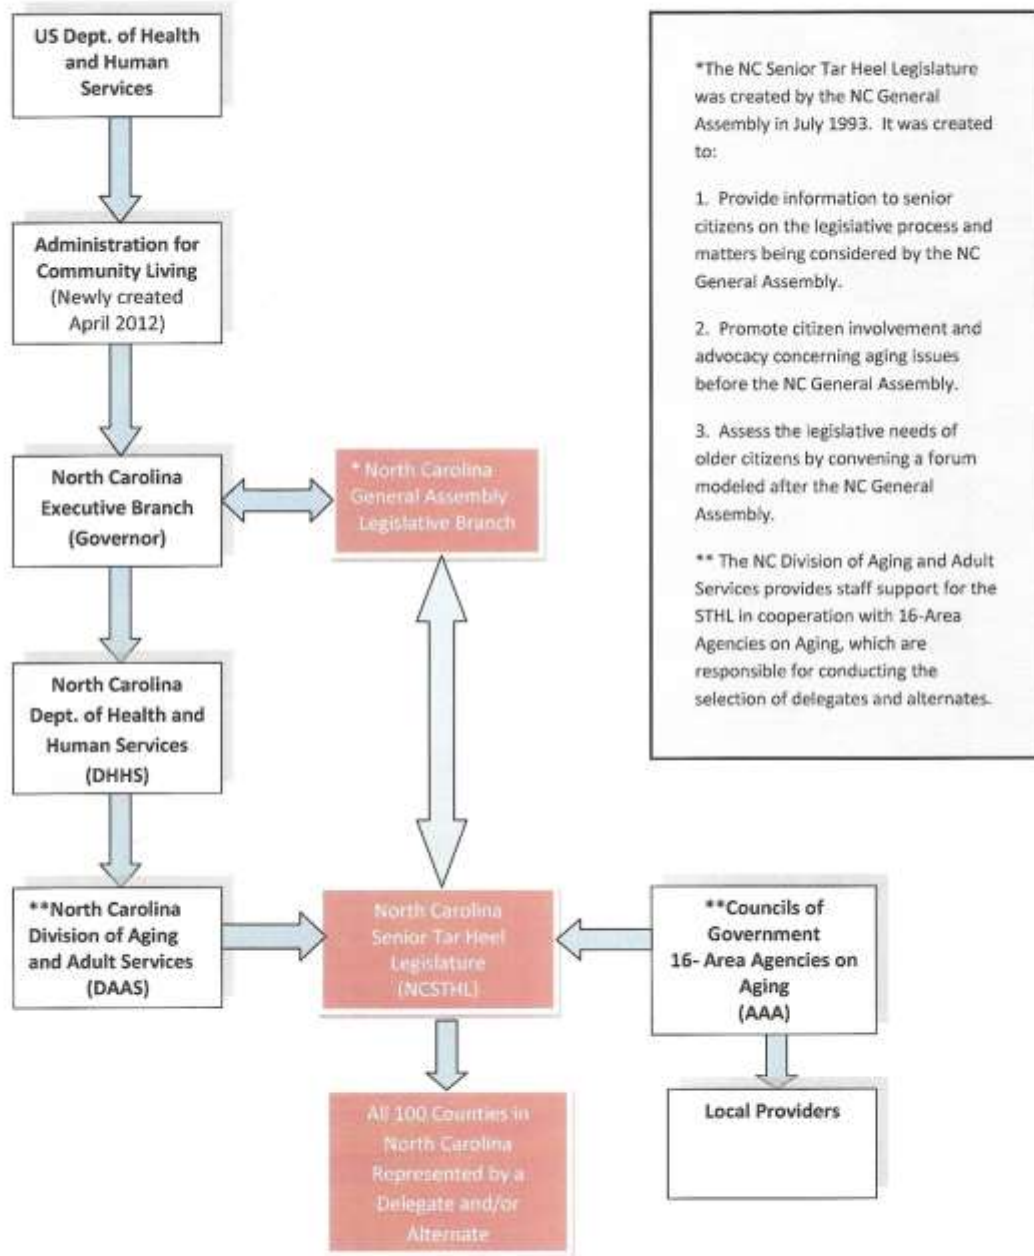 US Dept. of Health
and Human
Services
Administration for
Community Living
(Newly created
April 2012)
North Carolina
Executive Branch
(Governor)
* North Carolina
General Assembly
Legislative Branch
North Carolina
Dept. of Health and
Human Services
(DHHS)
**North Carolina
Division of Aging
and Adult Services
(DAAS)
North Carolina
Senior Tar Heel
Legislature
(NCSTHL)
**Councils of
Government
16- Area Agencies on
Aging
(AAA)
All 100 Counties in
North Carolina
Represented by a
Delegate and/or
Alternate
Local Providers
*The NC Senior Tar Heel Legislature
was created by the NC General
Assembly in July 1993.  It was created
to:
1.  Provide information to senior
citizens on the legislative process and
matters being considered by the NC
General Assembly.
2.  Promote citizen involvement and
advocacy concerning aging issues
before the NC General Assembly.
3.  Assess the legislative needs of
older citizens by convening a forum
modeled after the NC General
Assembly.
** The NC Division of Aging and Adult
Services provides staff support for the
STHL in cooperation with 16-Area
Agencies on Aging, which are
responsible for conducting the
selection of delegates and alternates.